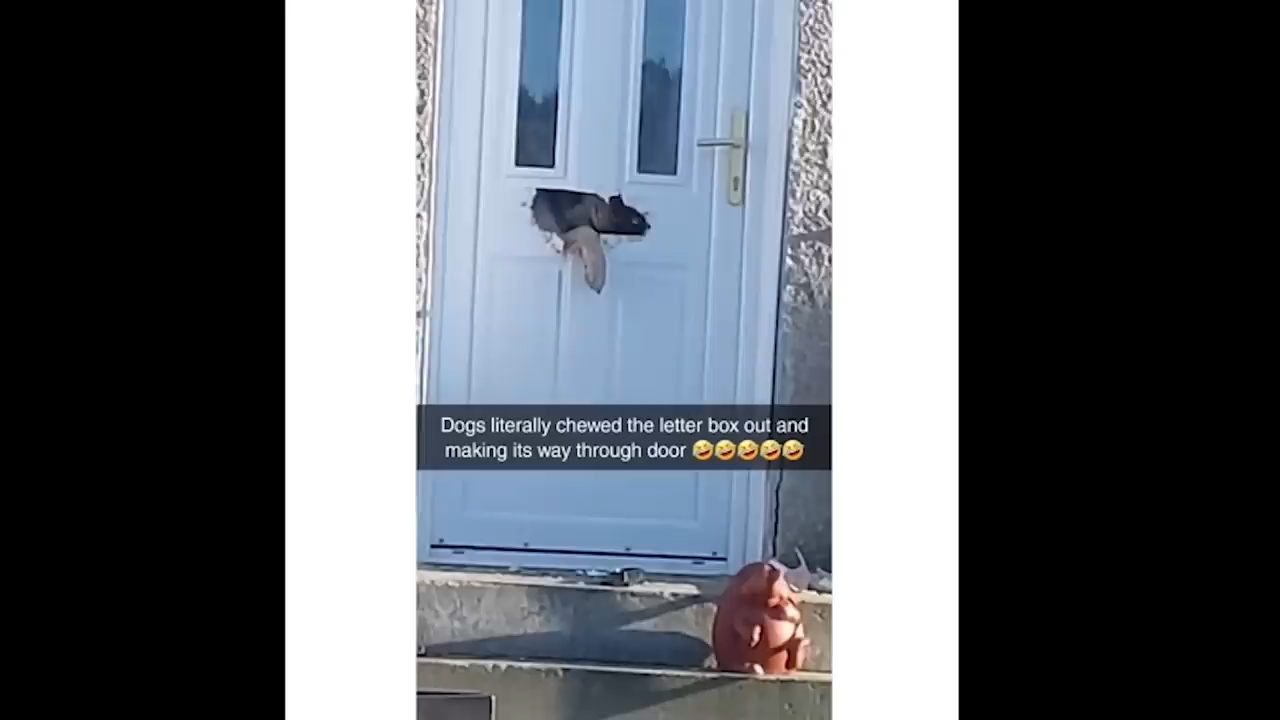 Dogs literally chewed the letter box out and
making its way through door 🤣🤣🤣🤣🤣